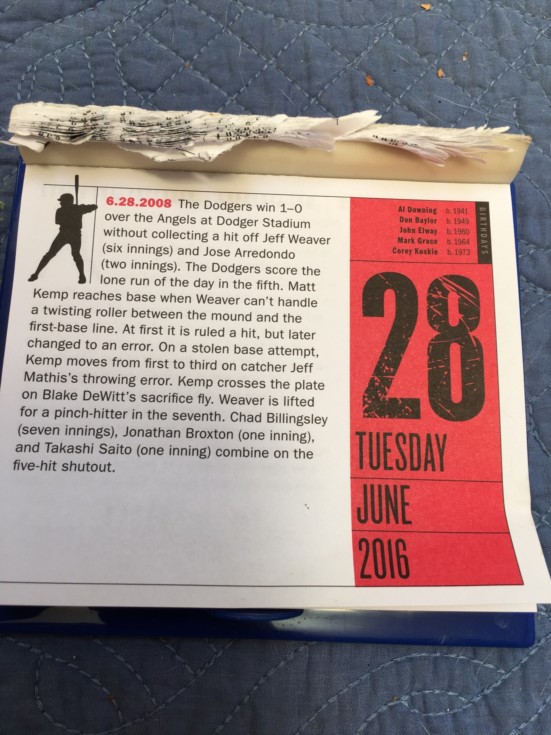 6.28.2008 The Dodgers win 1–0
over the Angels at Dodger Stadium
without collecting a hit off Jeff Weaver
(six innings) and Jose Arredondo
(two innings). The Dodgers score the
lone run of the day in the fifth. Matt
Kemp reaches base when Weaver can't handle
a twisting roller between the mound and the
first-base line. At first it is ruled a hit, but later
changed to an error. On a stolen base attempt,
Kemp moves from first to third on catcher Jeff
Mathis's throwing error. Kemp crosses the plate
on Blake DeWitt's sacrifice fly. Weaver is lifted
for a pinch-hitter in the seventh. Chad Billingsley
(seven innings), Jonathan Broxton (one inning),
and Takashi Saito (one inning) combine on the
five-hit shutout.
BIRTHDAYS
Al Downing b. 1941
Don Baylor b. 1949
John Elway b. 1960
Mark Grace b. 1964
Corey Koskie b. 1973
28
TUESDAY
JUNE
2016